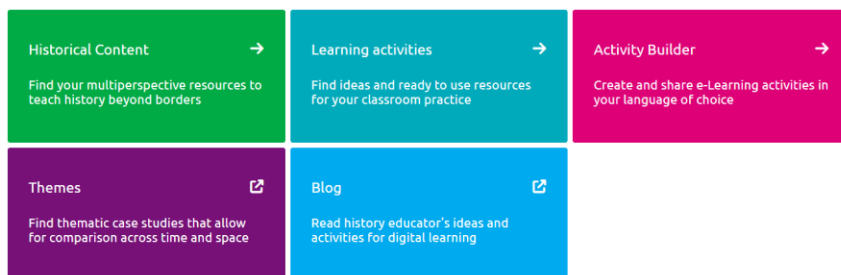 Historical Content
Find your multiperspective resources to
teach history beyond borders
Learning activities
Find ideas and ready to use resources
for your classroom practice
Activity Builder
Create and share e-Learning activities in
your language of choice
Themes
Find thematic case studies that allow
for comparison across time and space
Blog
Read history educator's ideas and
activities for digital learning